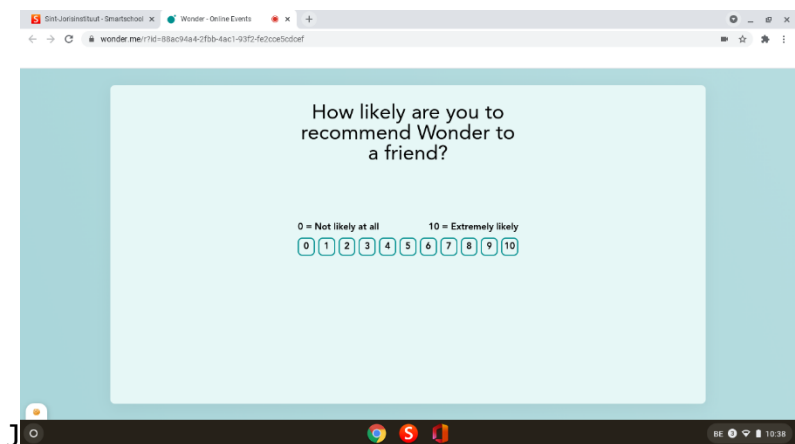 Sint-Jorisinstituut - Smartschool
Wonder - Online Events
wonder.me/r?id=88ac94a4-2fbb-4ac1-93f2-fe2cce5cdcef
How likely are you to
recommend Wonder to
a friend?
0 = Not likely at all 10 = Extremely likely
0 1 2 3 4 5 6 7 8 9 10
J
S
BE 3 10:38